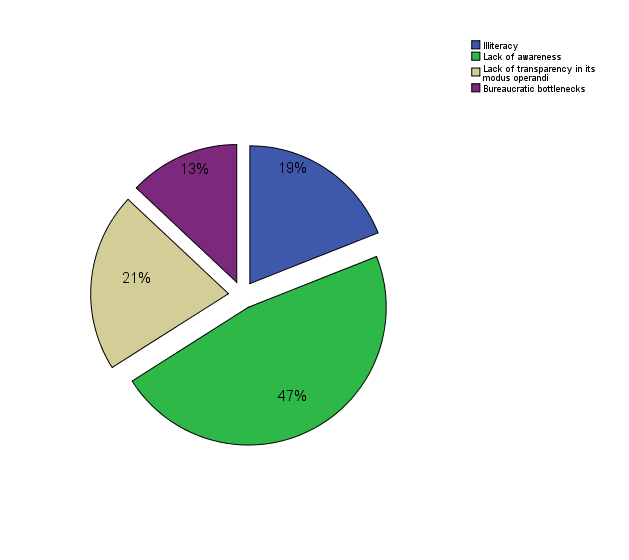 Illiteracy
Lack of awareness
Lack of transparency in its
modus operandi
Bureaucratic bottlenecks
13%
19%
21%
47%